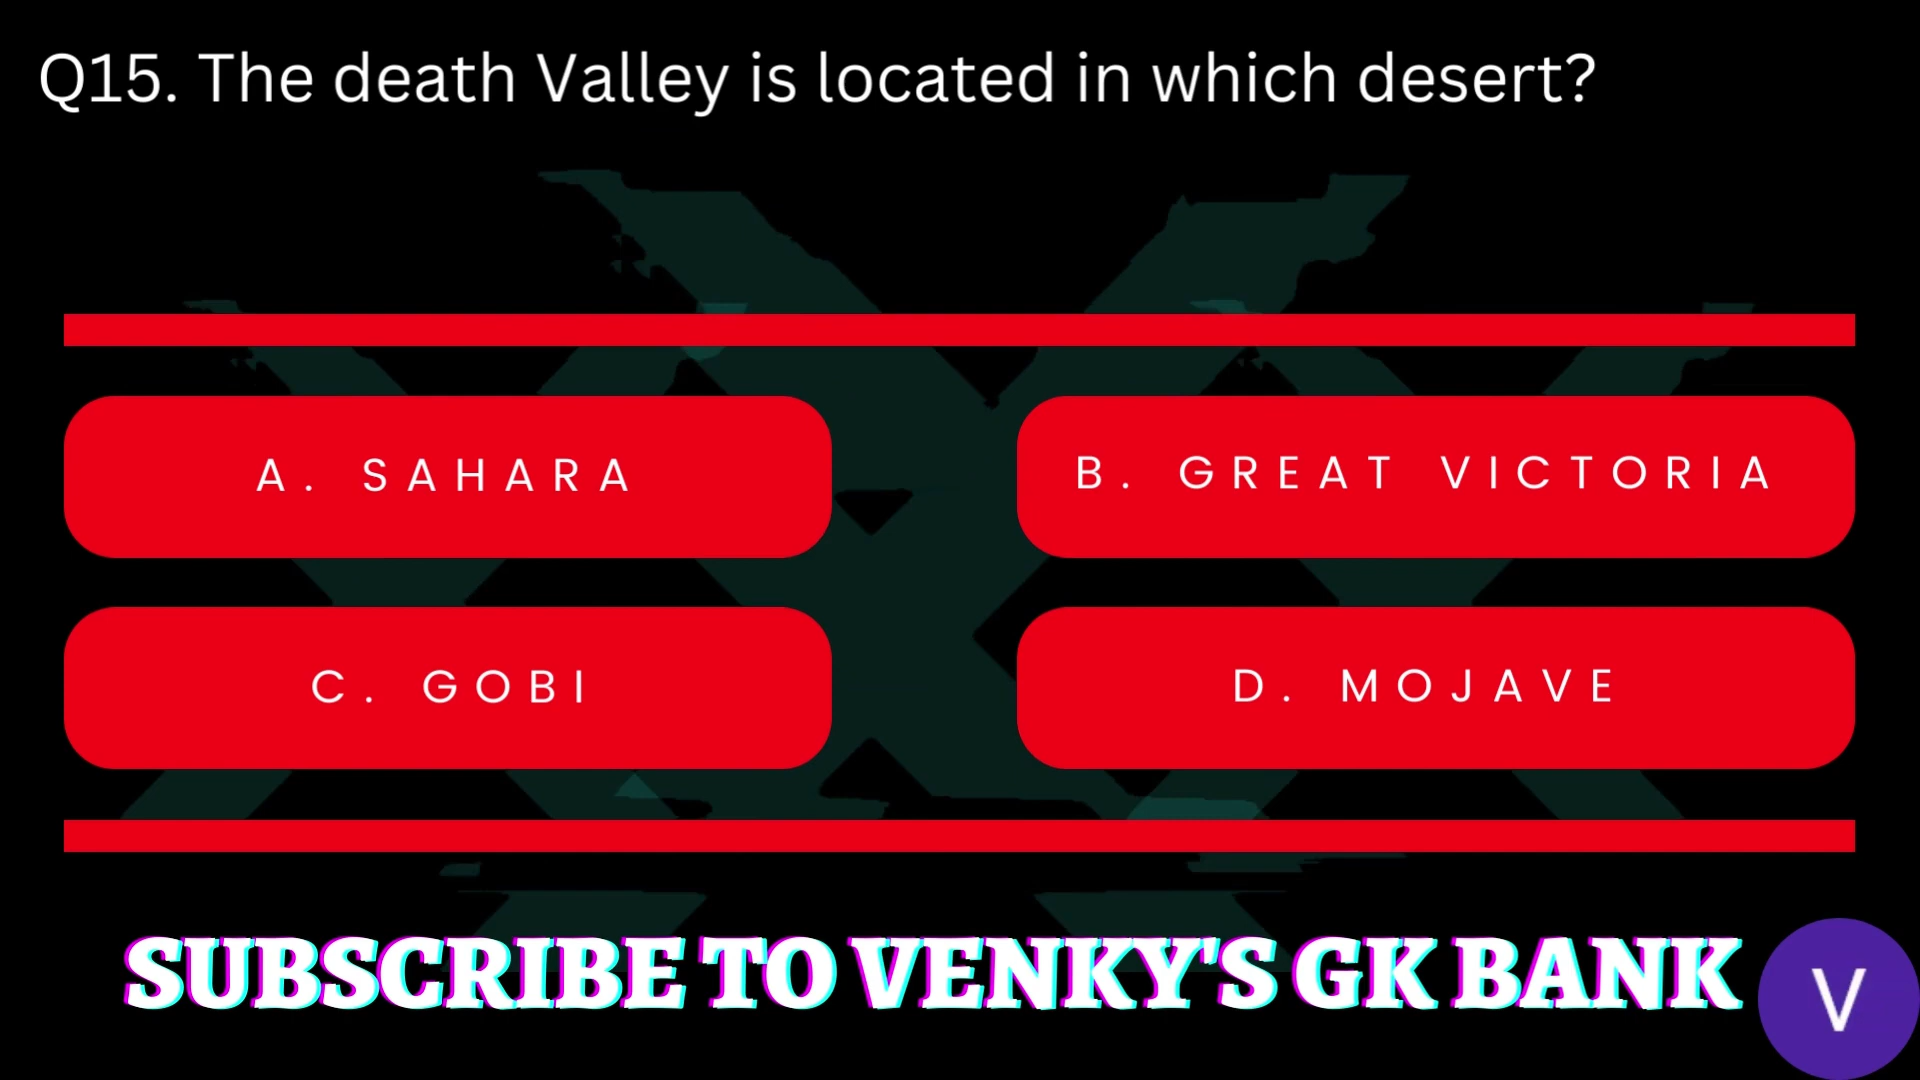 Q15. The death Valley is located in which desert?
A. SAHARA
B. GREAT VICTORIA
C. GOBI
D. MOJAVE
SUBSCRIBE TO VENKY'S GK BANK
V